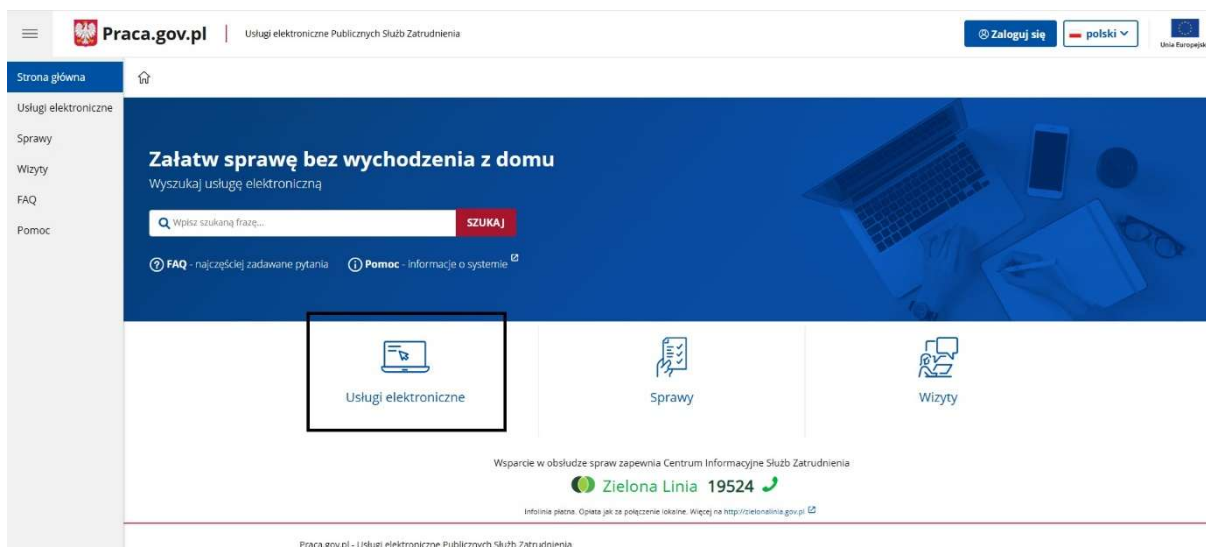 Praca.gov.pl
Usługi elektroniczne Publicznych Służb Zatrudnienia
Zaloguj się
polski
Unia Europejsk
Strona główna
Usługi elektroniczne
Sprawy
Wizyty
FAQ
Pomoc
Załatw sprawę bez wychodzenia z domu
Wyszukaj usługę elektroniczną
Wpisz szukaną frazę...
SZUKAJ
FAQ - najczęściej zadawane pytania
Pomoc - informacje o systemie
Usługi elektroniczne
Sprawy
Wizyty
Wsparcie w obsłudze spraw zapewnia Centrum Informacyjne Służb Zatrudnienia
Zielona Linia 19524
Infolinia płatna. Opłata jak za połączenie lokalne. Więcej na http://zielonalinia.gov.pl
Praca.gov.pl - Usługi elektroniczne Publicznych Służb Zatrudnienia